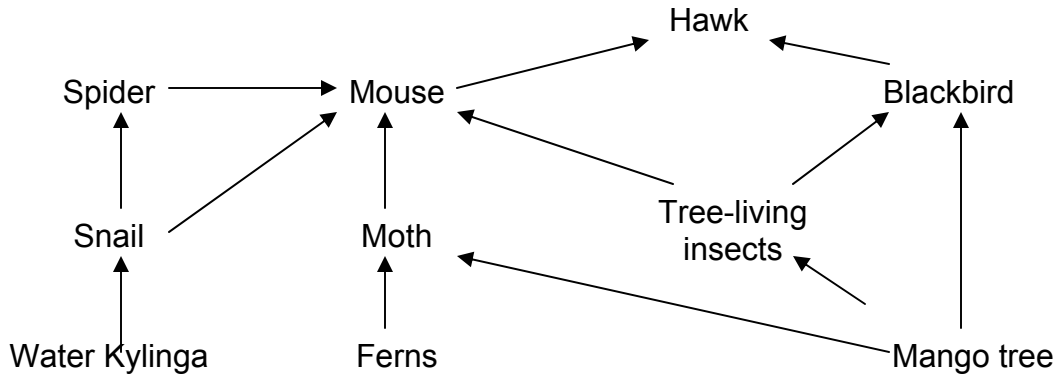 Hawk
Spider
Mouse
Blackbird
Snail
Moth
Tree-living
insects
Water Kylinga
Ferns
Mango tree